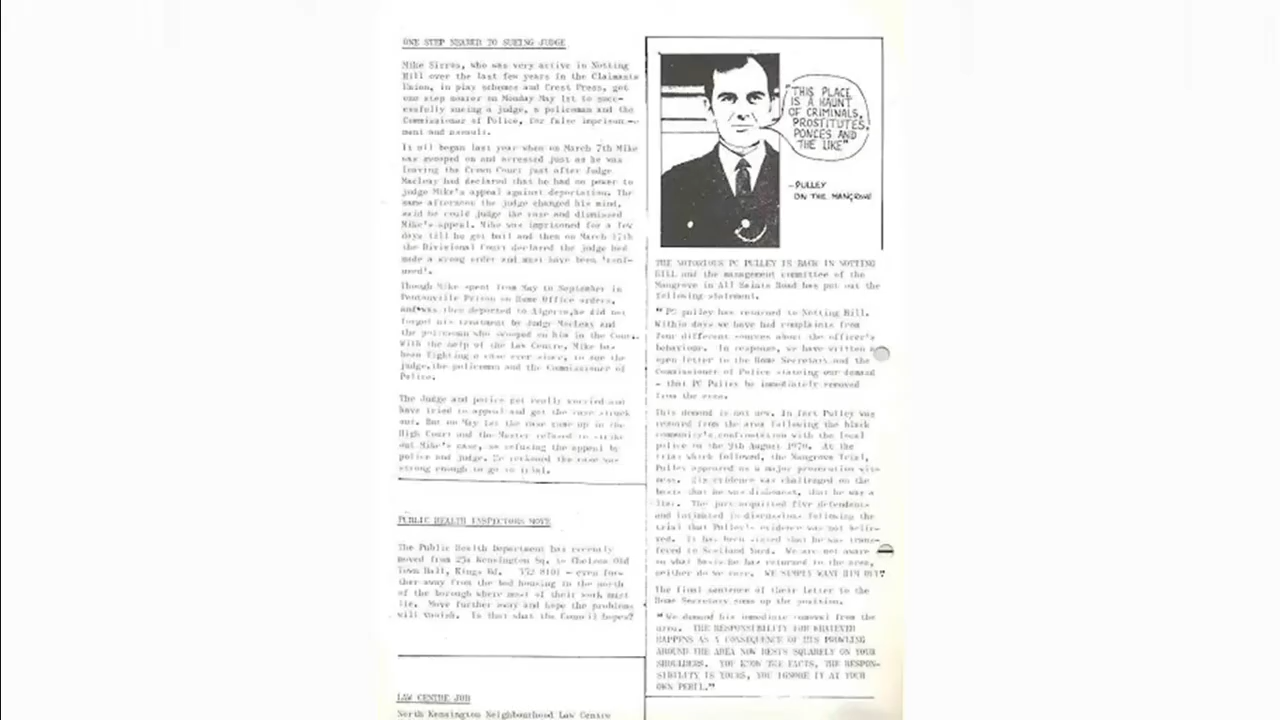 ONE STEP NEARER TO SUEING JUDGE
Mike Sirros, who was very active in Notting
Hill over the last few years in the Claimants
Union, in play schemes and Crest Press, got
one step nearer on Monday May 1st to succ-
essfully sueing a judge, a policeman and the
Commissioner of Police, for false imprison-
ment and assault.
It all began last year when on March 7th Mike
was swooped on and arrested just as he was
leaving the Crown Court just after Judge
Macleay had declared that he had no power to
judge Mike's appeal against deportation. The
same afternoon the judge changed his mind,
said he could judge the case and dismissed
Mike's appeal. Mike was imprisoned for a few
days till he got bail and then on March 17th
the Divisional Court declared the judge had
made a wrong order and must have been 'conf-
used'.
Though Mike spent from May to September in
Pentonville Prison on Home Office orders,
and was then deported to Algeria, he did not
forget his treatment by Judge Macleay and
the policeman who swooped on him in the Court.
With the help of the Law Centre, Mike has
been fighting a case ever since, to sue the
judge, the policeman and the Commissioner of
Police.
The Judge and police got really worried and
have tried to appeal and get the case struck
out. But on May 1st the case came up in the
High Court and the Master refused to strike
out Mike's case, so refusing the appeal by
police and judge. He reckoned the case was
strong enough to go to trial.
PUBLIC HEALTH INSPECTORS MOVE
The Public Health Department has recently
moved from 25a Kensington Sq. to Chelsea Old
Town Hall, Kings Rd. 352 8101 - even fur-
ther away from the bad housing in the north
of the borough where most of their work must
lie. Move further away and hope the problems
will vanish. Is that what the Council hopes?
LAW CENTRE JOB
North Kensington Neighbourhood Law Centre
"THIS PLACE
IS A HAUNT
OF CRIMINALS,
PROSTITUTES,
PONCES AND
THE LIKE"
-PULLEY
ON THE MANGROVE
THE NOTORIOUS PC PULLEY IS BACK IN NOTTING
Hill and the management committee of the
Mangrove in All Saints Road has put out the
following statement.
"PC pulley has returned to Notting Hill.
Within days we have had complaints from
four different sources about the officer's
behaviour. In response, we have written an
open letter to the Home Secretary and the
Commissioner of Police stateing our demand
- that PC Pulley be immediately removed
from the area.
This demand is not new. In fact Pulley was
removed from the area following the black
community's confrontation with the local
police on the 9th August 1970. At the
trial which followed, the Mangrove Trial,
Pulley appeared as a major prosecution wit-
ness. His evidence was challenged on the
basis that he was dishonest, that he was a
liar. The jury acquitted five defendants
and intimated in discussions following the
trial that Pulley's evidence was not belie-
ved. It has been stated that he was trans-
fered to Scotland Yard. We are not aware
on what basis he has returned to the area,
neither do we care. WE SIMPLY WANT HIM OUT"
The final sentence of their letter to the
Home Secretary sums up the position.
"We demand his immediate removal from the
area. THE RESPONSIBILITY FOR WHATEVER
HAPPENS AS A CONSEQUENCE OF HIS PROWLING
AROUND THE AREA NOW RESTS SQUARELY ON YOUR
SHOULDERS. YOU KNOW THE FACTS, THE RESPON-
SIBILITY IS YOURS, YOU IGNORE IT AT YOUR
OWN PERIL."